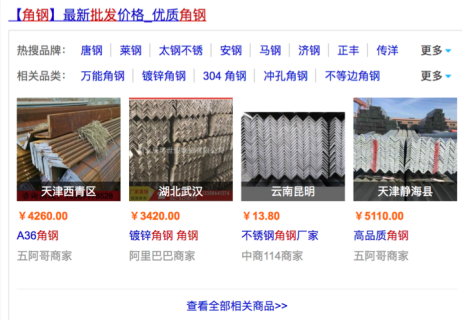 【角钢】最新批发价格_优质角钢
热搜品牌： 唐钢 莱钢 太钢不锈 安钢 马钢 济钢 正丰 传洋 更多
相关品类： 万能角钢 镀锌角钢 304 角钢 冲孔角钢 不等边角钢 更多
天津西青区 湖北武汉 云南昆明 天津静海县
￥4260.00 ￥3420.00 ￥13.80 ￥5110.00
A36角钢 镀锌角钢 角钢 不锈钢角钢厂家 高品质角钢
五阿哥商家 阿里巴巴商家 中商114商家 五阿哥商家
查看全部相关商品>>